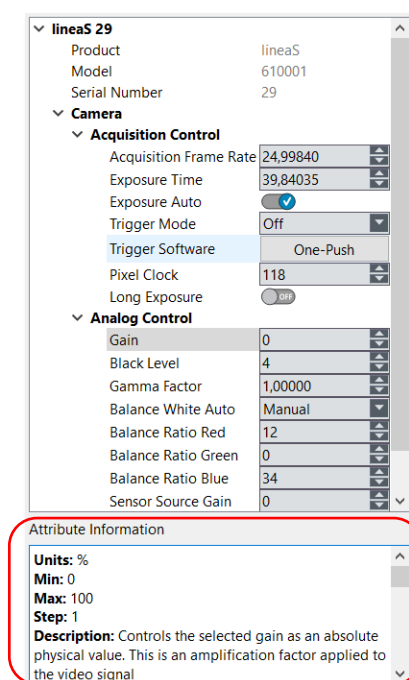 lineaS 29
Product lineaS
Model 610001
Serial Number 29
Camera
Acquisition Control
Acquisition Frame Rate 24,99840
Exposure Time 39,84035
Exposure Auto
Trigger Mode Off
Trigger Software One-Push
Pixel Clock 118
Long Exposure OFF
Analog Control
Gain 0
Black Level 4
Gamma Factor 1,00000
Balance White Auto Manual
Balance Ratio Red 12
Balance Ratio Green 0
Balance Ratio Blue 34
Sensor Source Gain 0
Attribute Information
Units: %
Min: 0
Max: 100
Step: 1
Description: Controls the selected gain as an absolute
physical value. This is an amplification factor applied to
the video signal